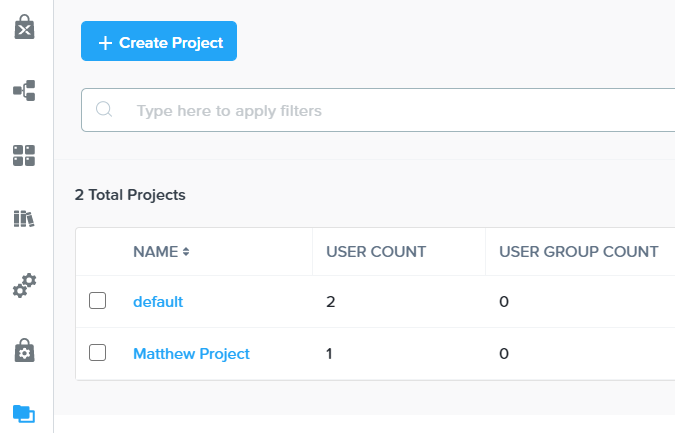 + Create Project
Type here to apply filters
2 Total Projects
NAME USER COUNT USER GROUP COUNT
default 2 0
Matthew Project 1 0